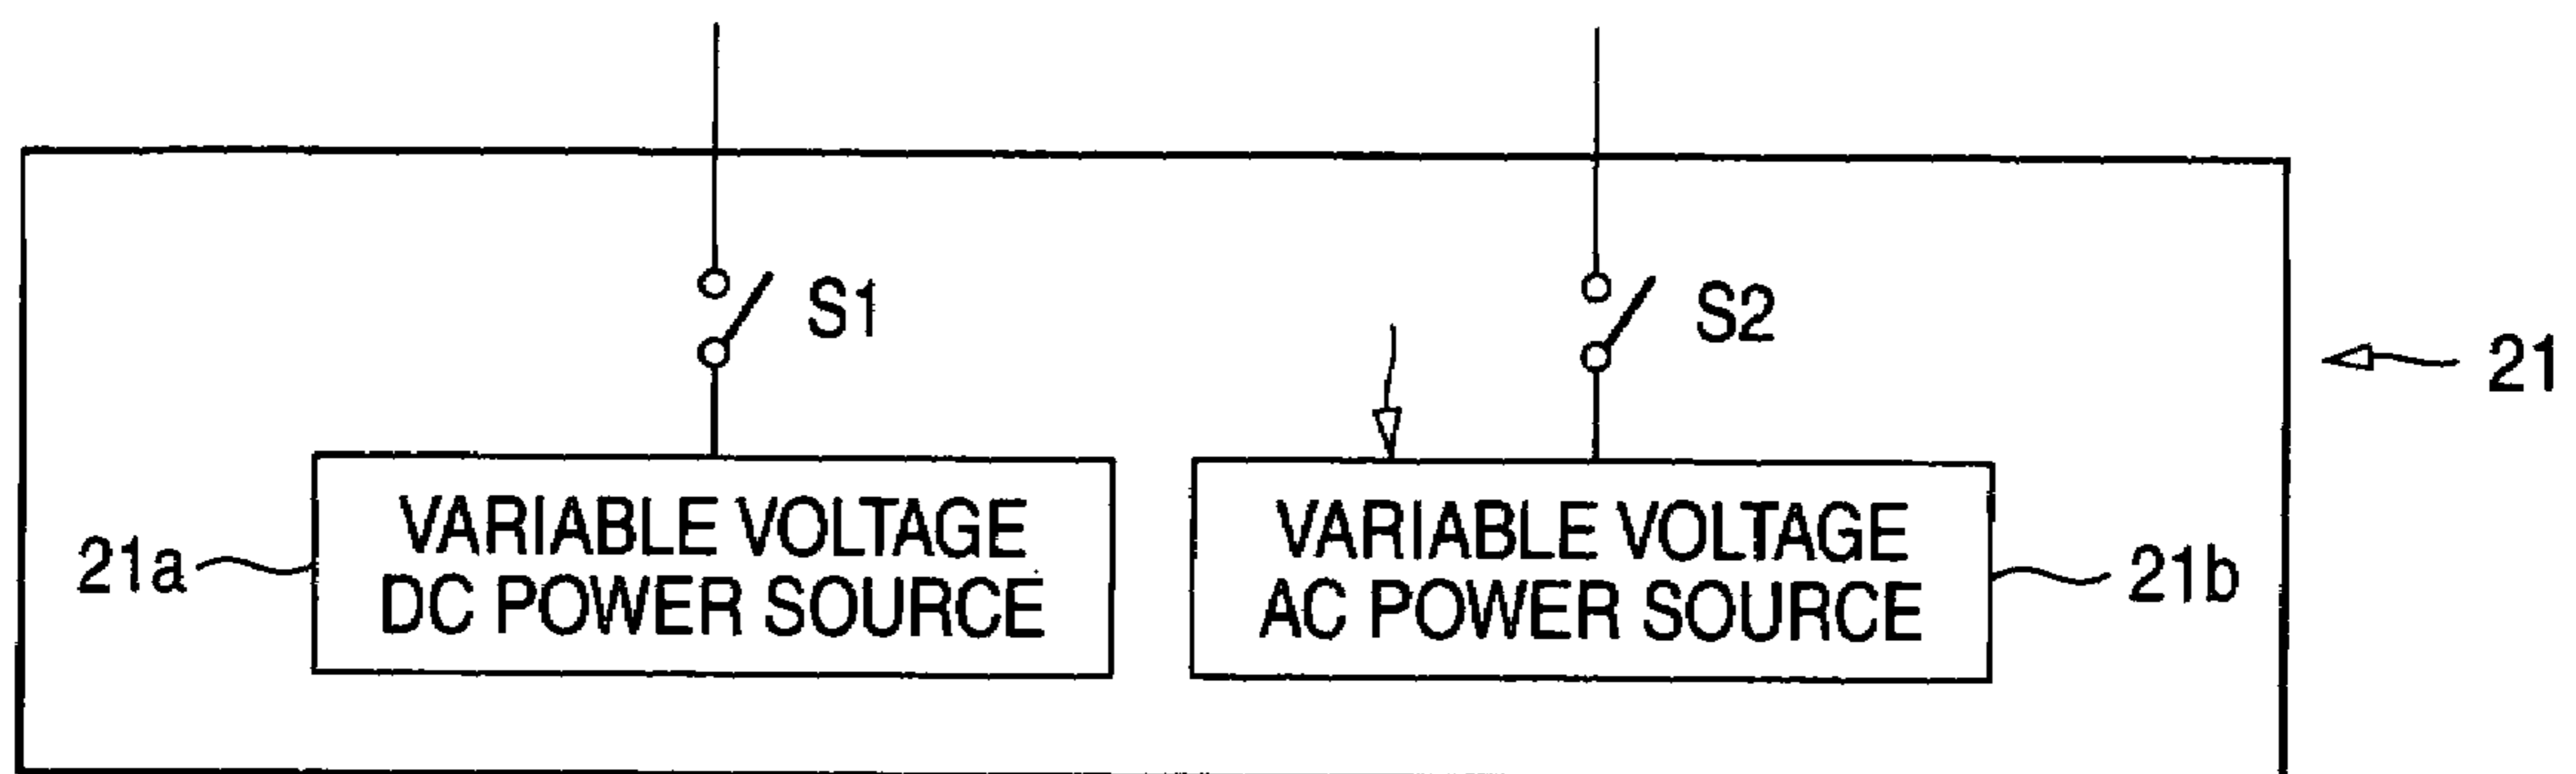 S1
S2
21
VARIABLE VOLTAGE
DC POWER SOURCE
21a
VARIABLE VOLTAGE
AC POWER SOURCE
21b